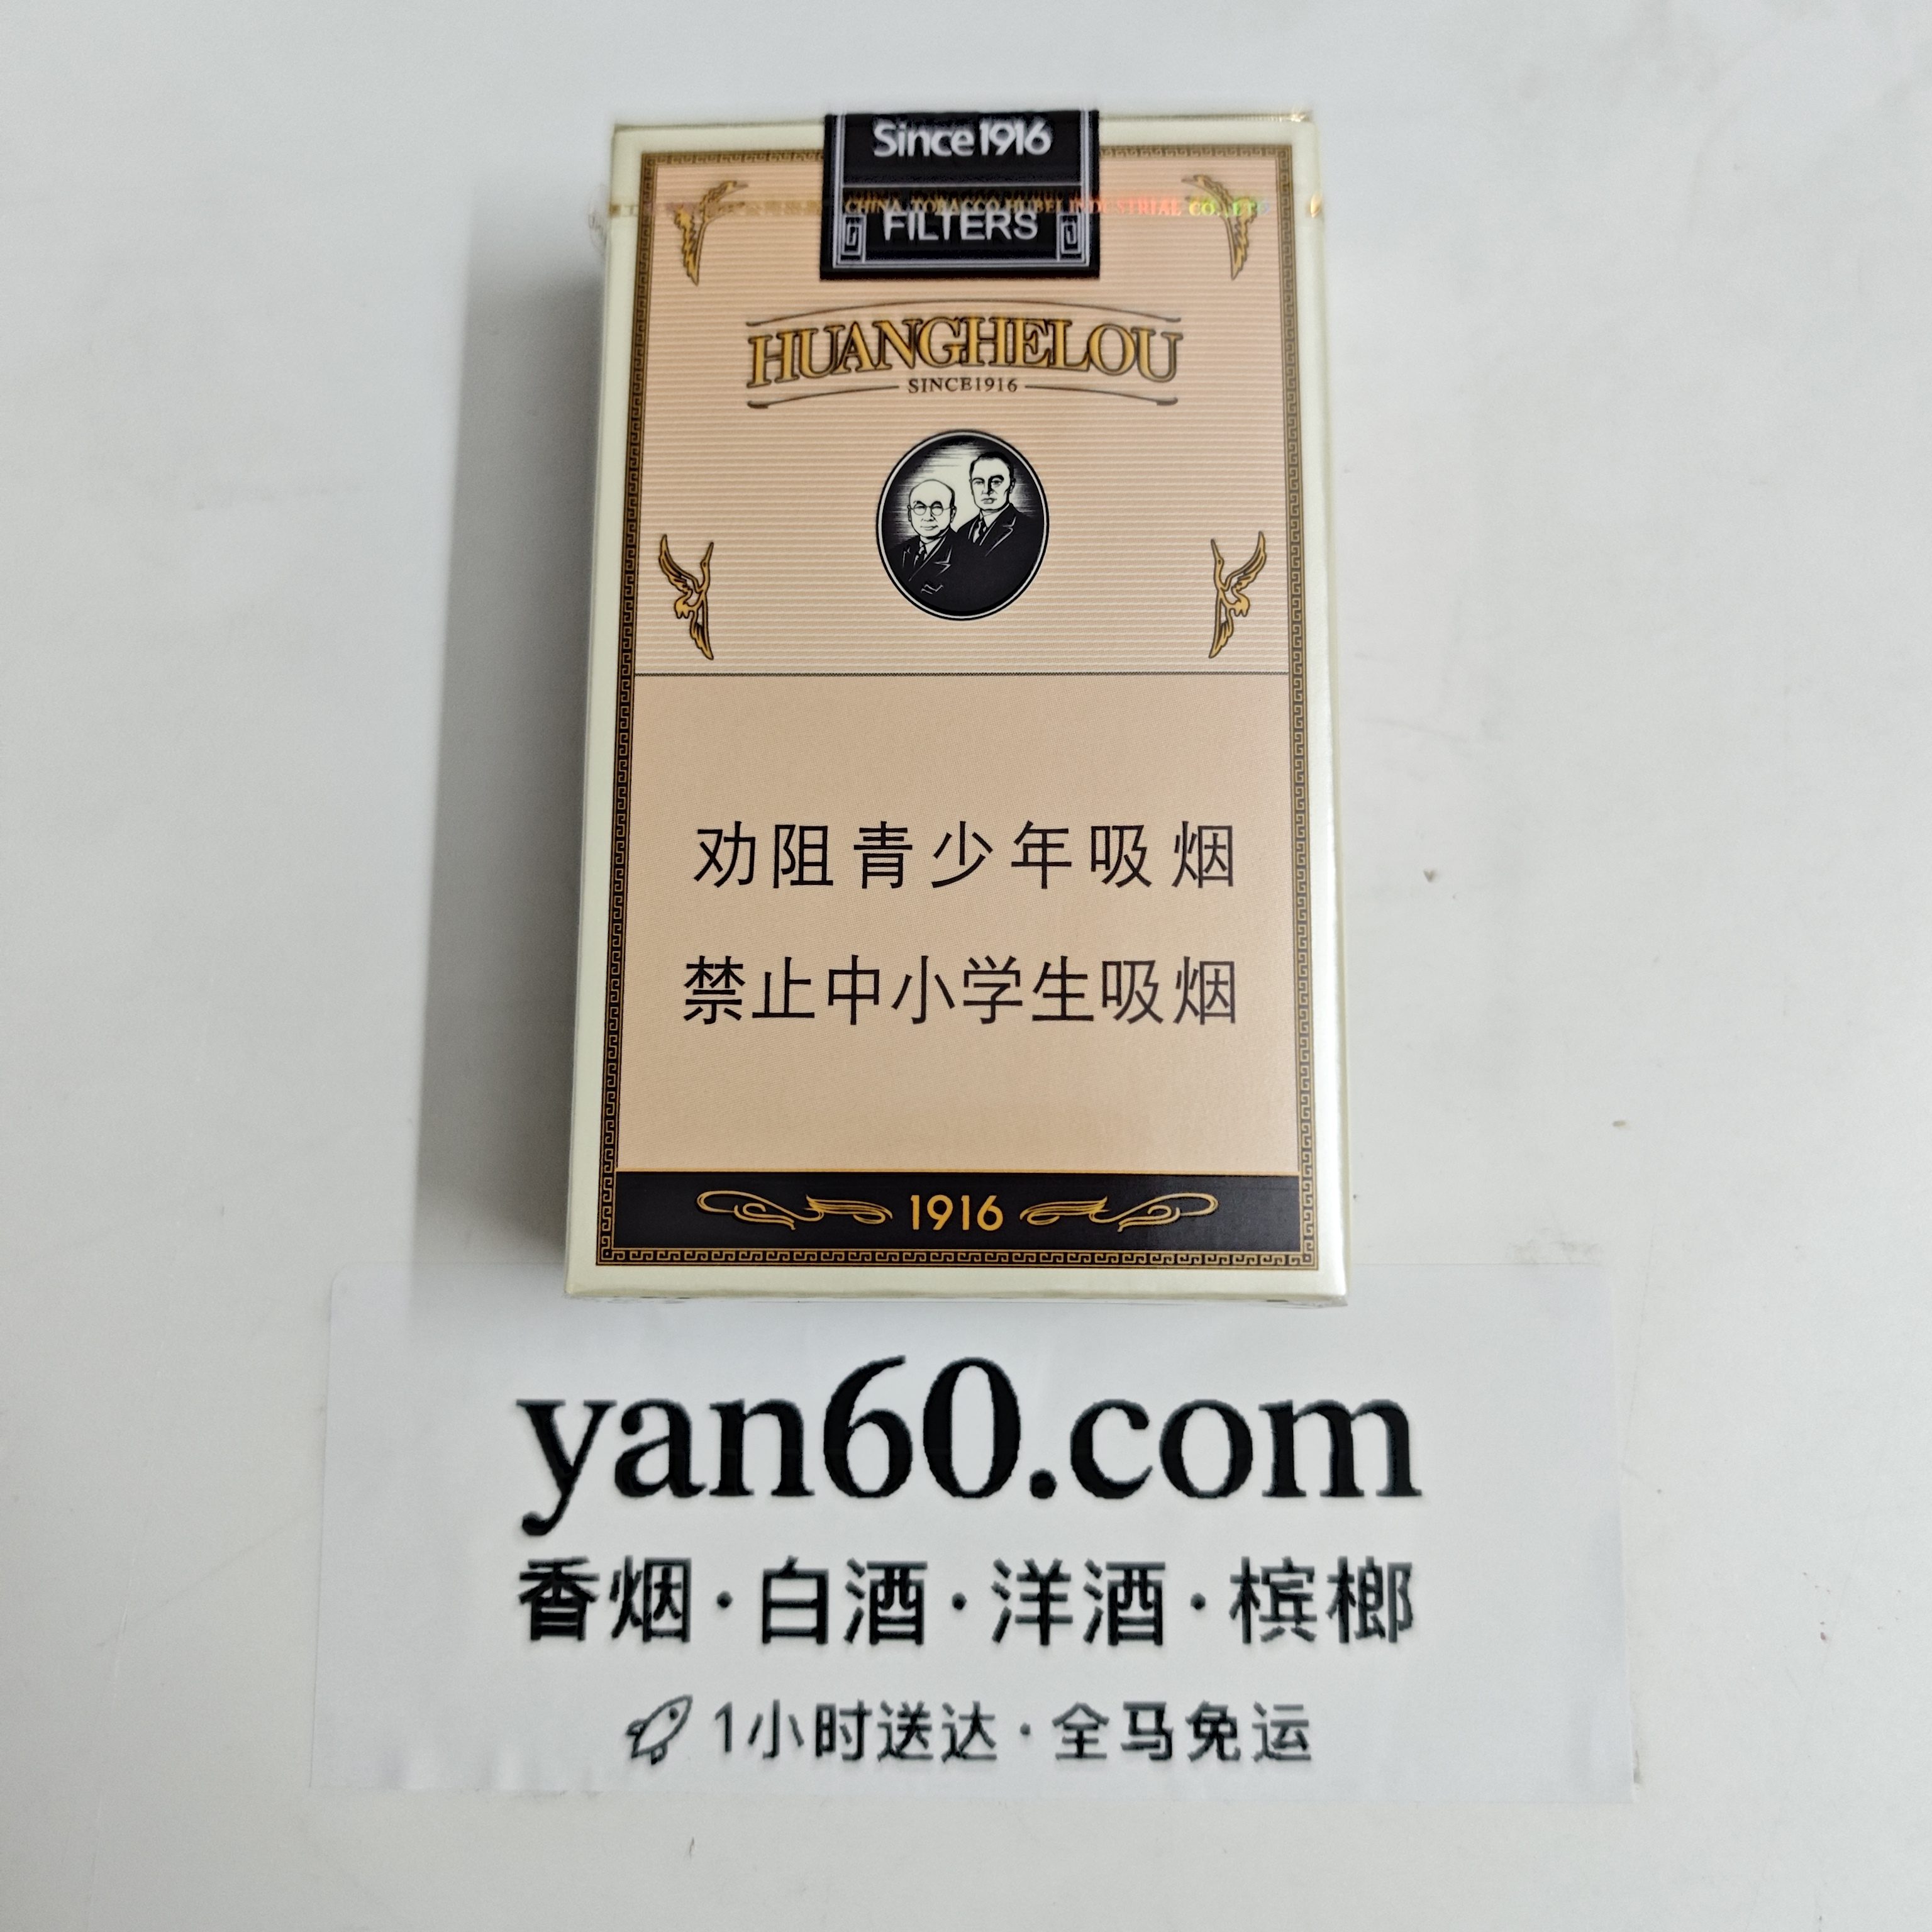 Since 1916
CHINA TOBACCO HUBEI INDUSTRIAL CO., LTD
FILTERS
HUANGHELOU
SINCE1916
劝阻青少年吸烟
禁止中小学生吸烟
1916
yan60.com
香烟·白酒·洋酒·槟榔
1小时送达·全马免运